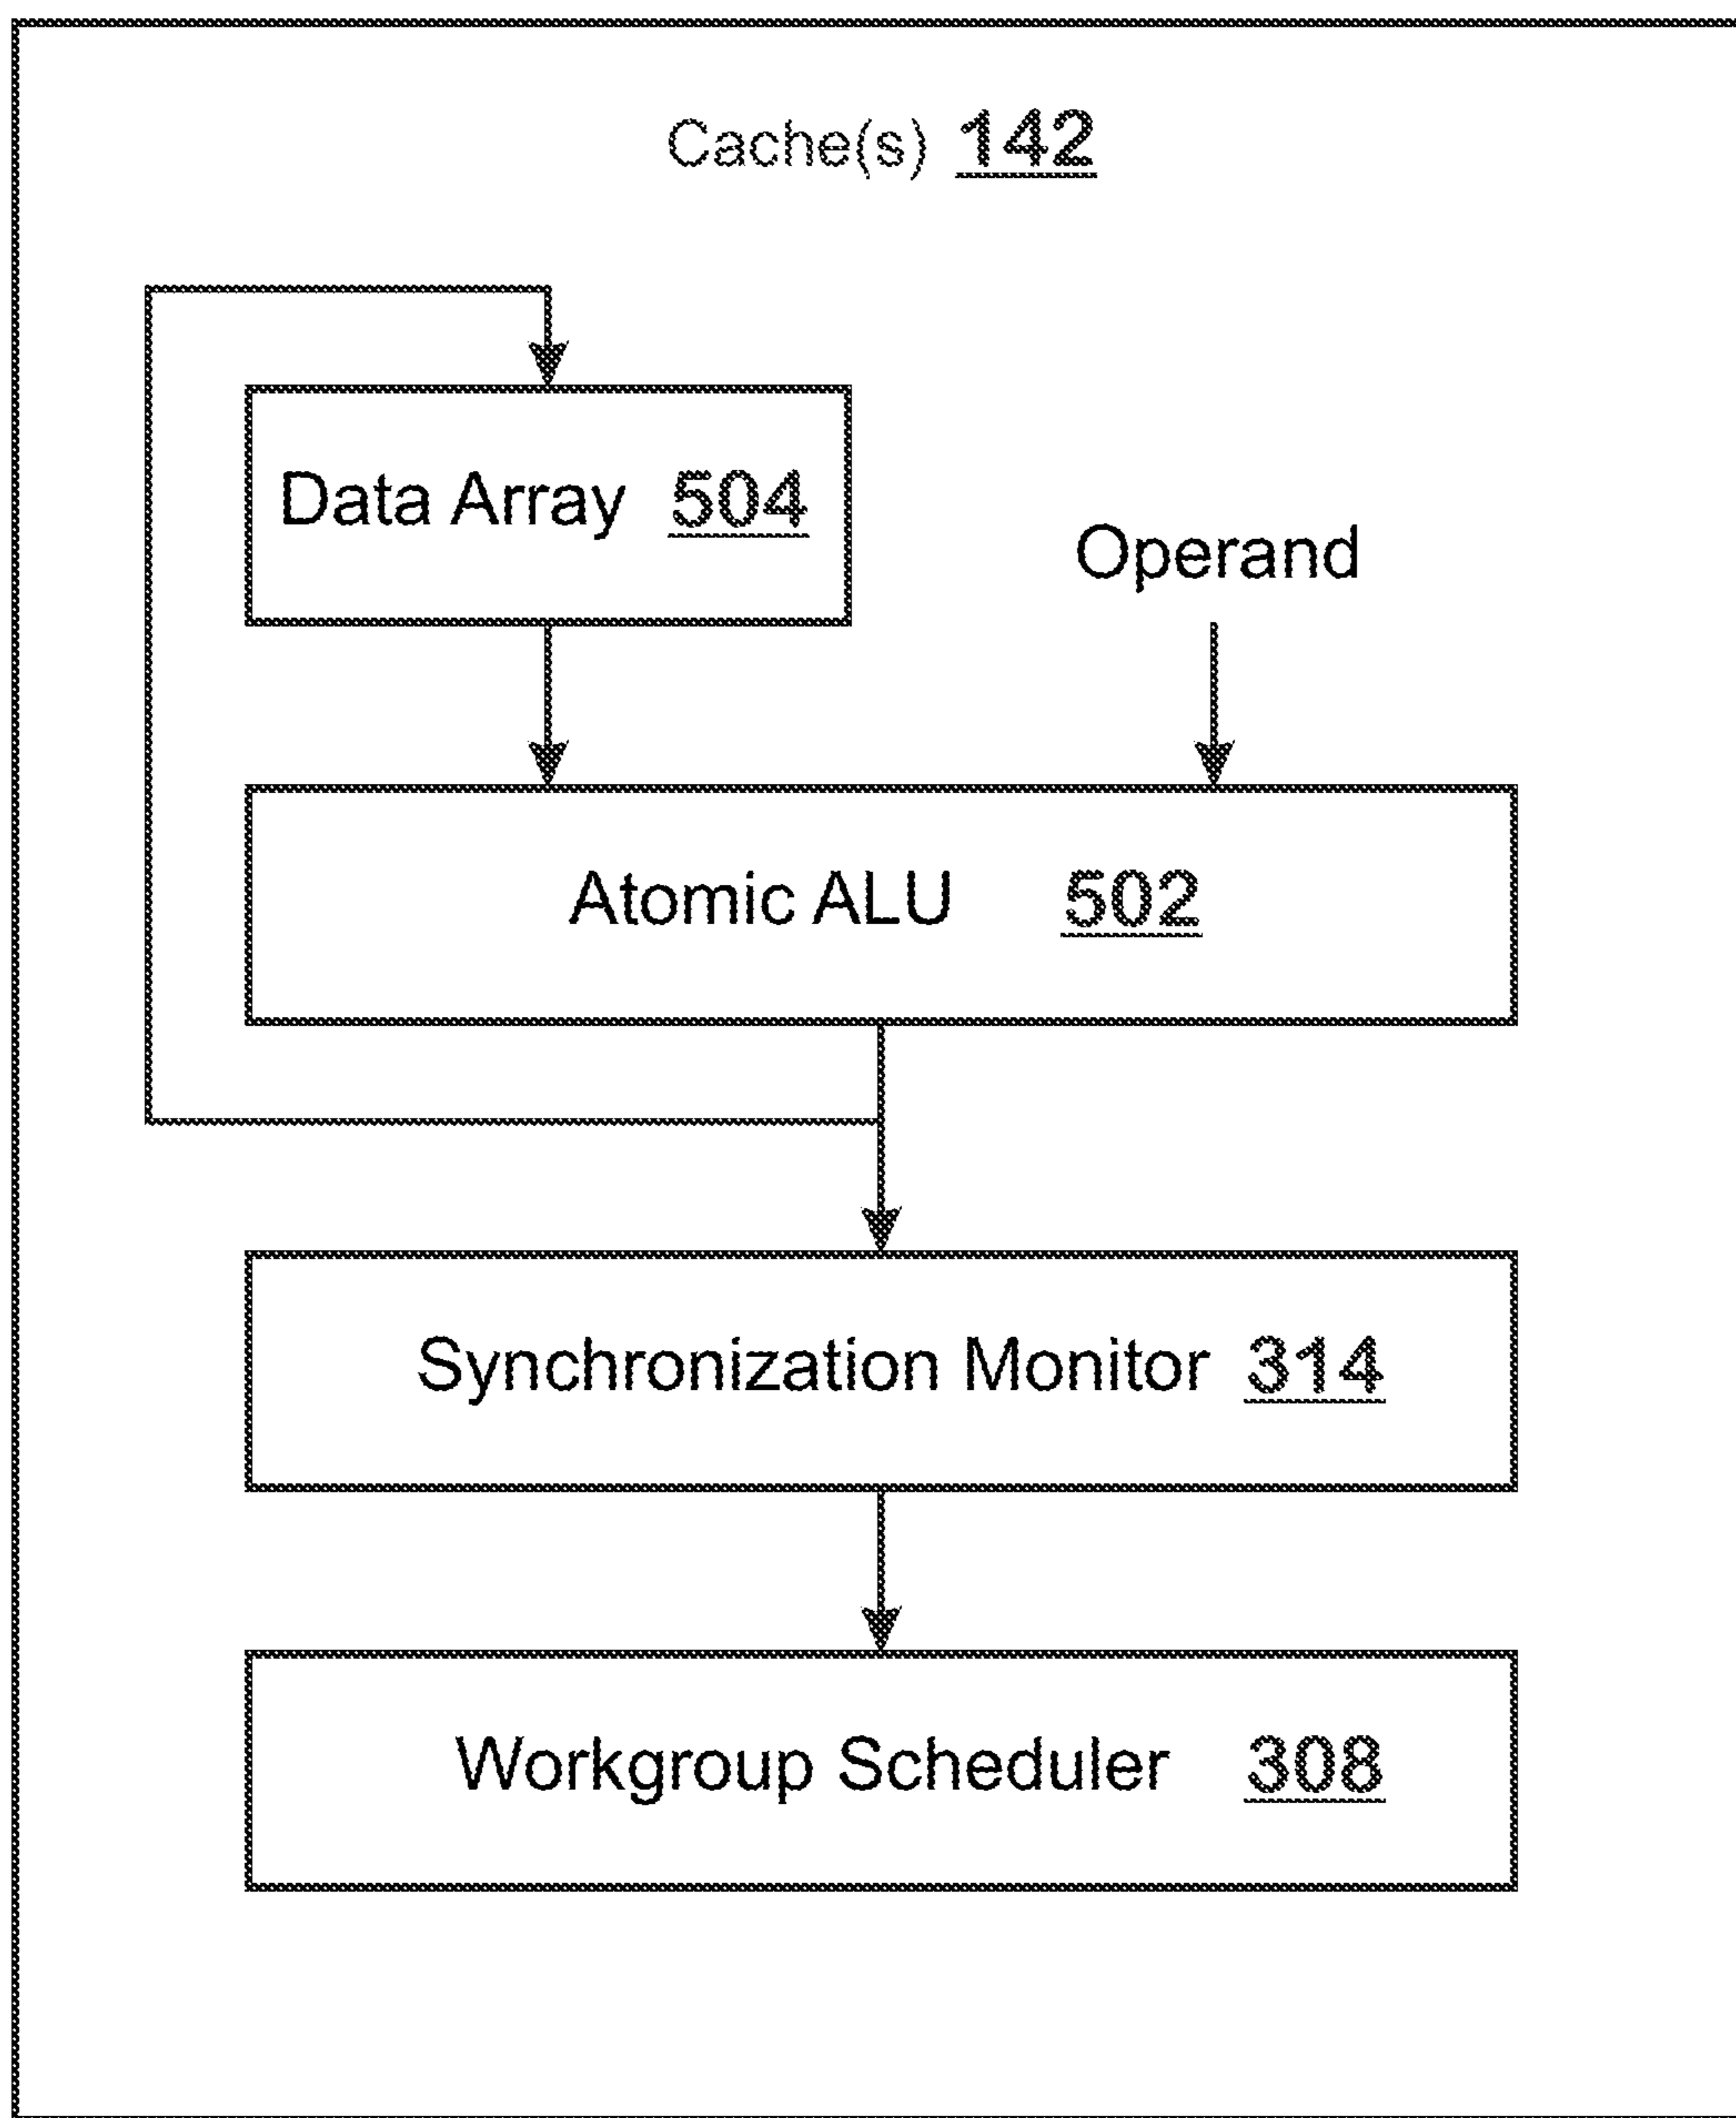 Cache(s) 142
Data Array 504
Operand
Atomic ALU 502
Synchronization Monitor 314
Workgroup Scheduler 308